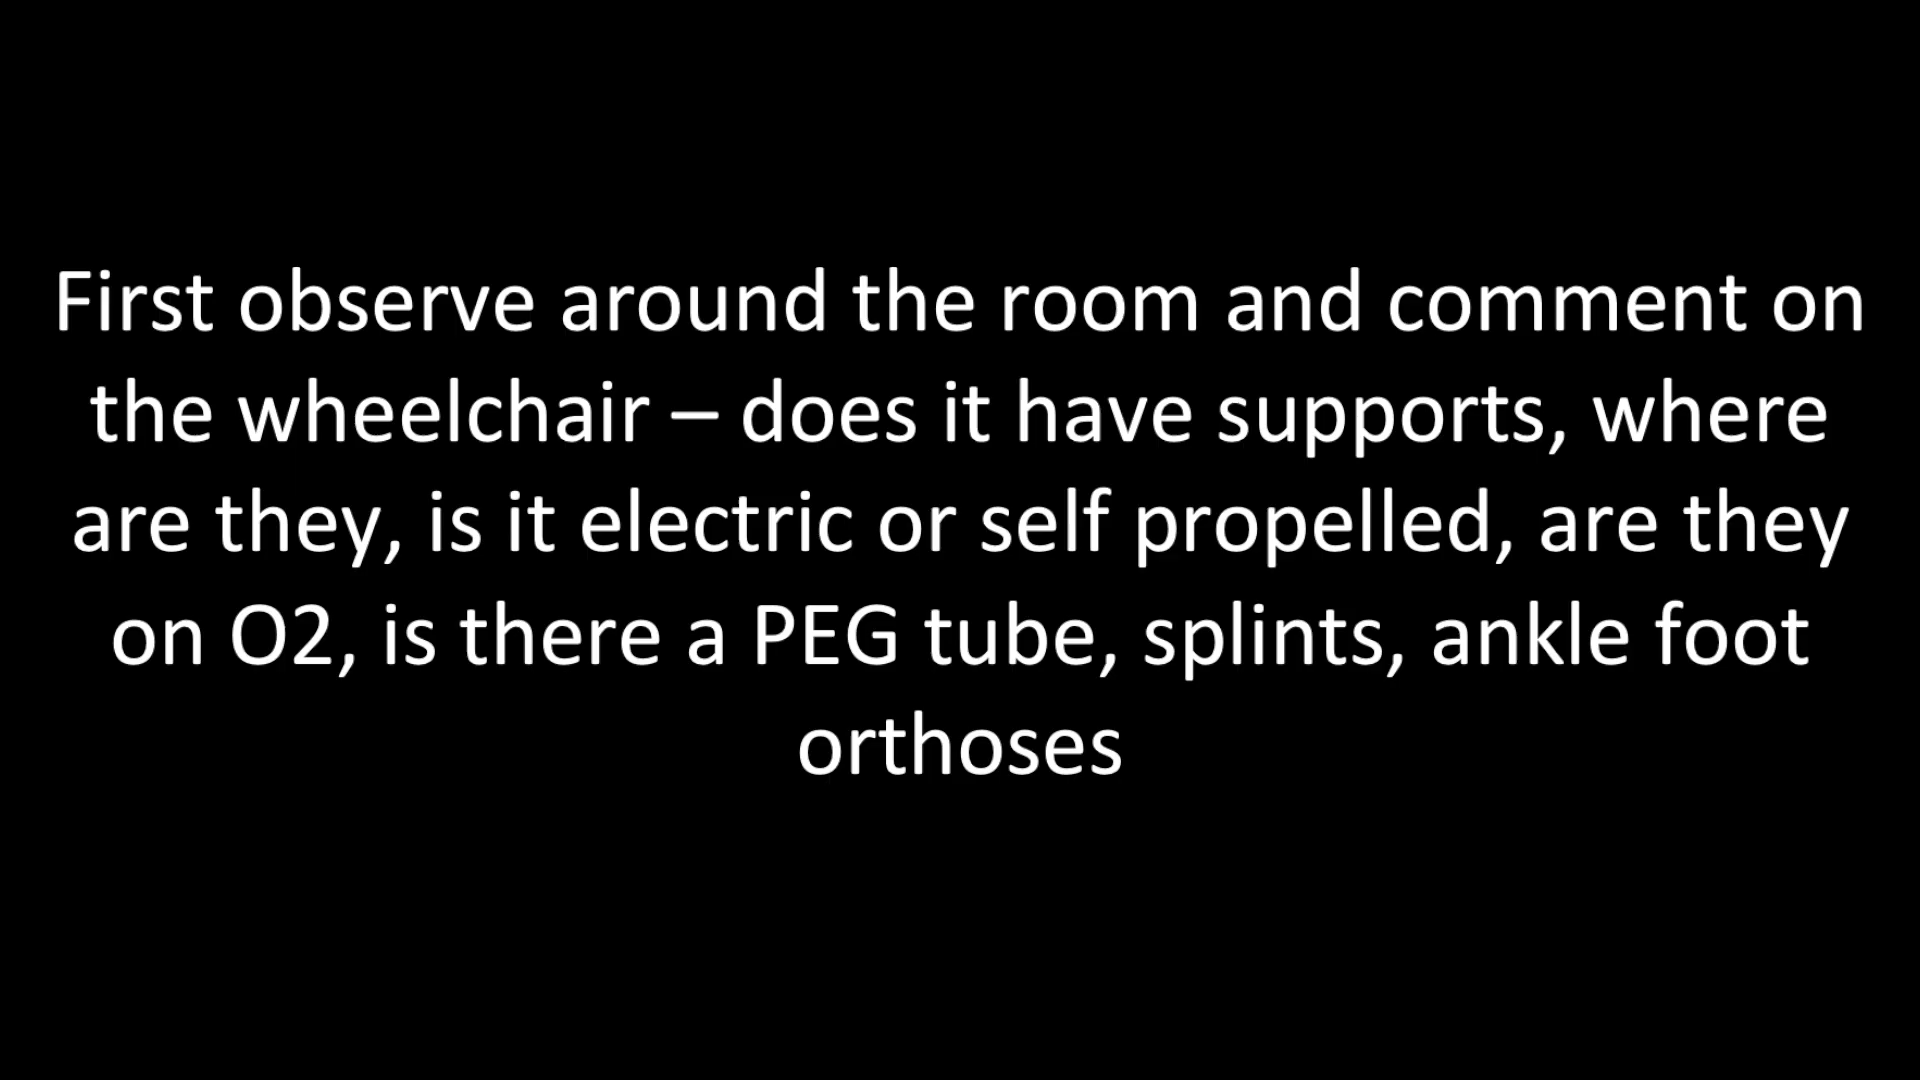 First observe around the room and comment on
the wheelchair – does it have supports, where
are they, is it electric or self propelled, are they
on O2, is there a PEG tube, splints, ankle foot
orthoses